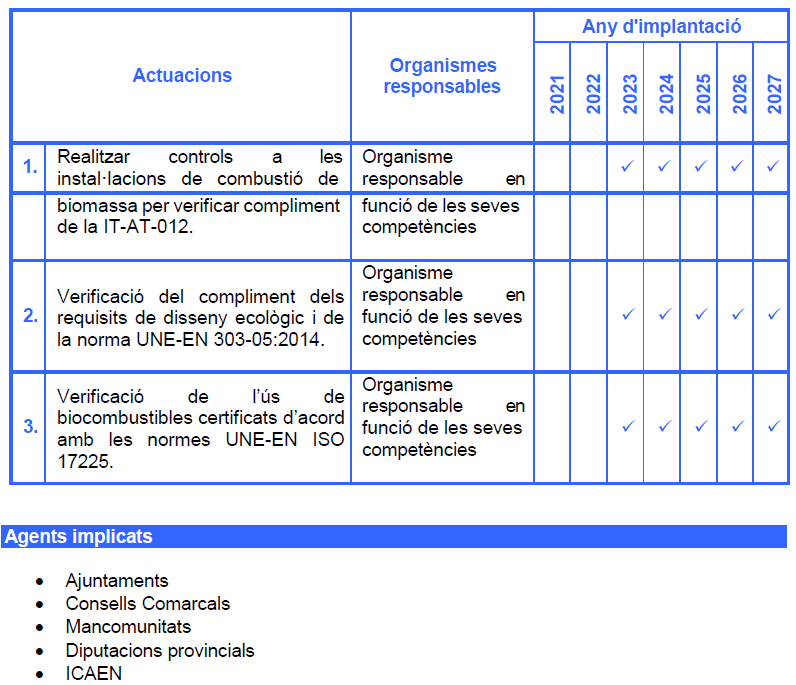 Any d'implantació
Actuacions
Organismes
responsables
2021
2022
2023
2024
2025
2026
2027
1.
Realitzar controls a les
instal·lacions de combustió de
Organisme
responsable en
✓ ✓ ✓ ✓ ✓
biomassa per verificar compliment
de la IT-AT-012.
funció de les seves
competències
2.
Verificació del compliment dels
requisits de disseny ecològic i de
la norma UNE-EN 303-05:2014.
Organisme
responsable en
funció de les seves
competències
✓ ✓ ✓ ✓ ✓
3.
Verificació de l’ús de
biocombustibles certificats d’acord
amb les normes UNE-EN ISO
17225.
Organisme
responsable en
funció de les seves
competències
✓ ✓ ✓ ✓ ✓
Agents implicats
• Ajuntaments
• Consells Comarcals
• Mancomunitats
• Diputacions provincials
• ICAEN